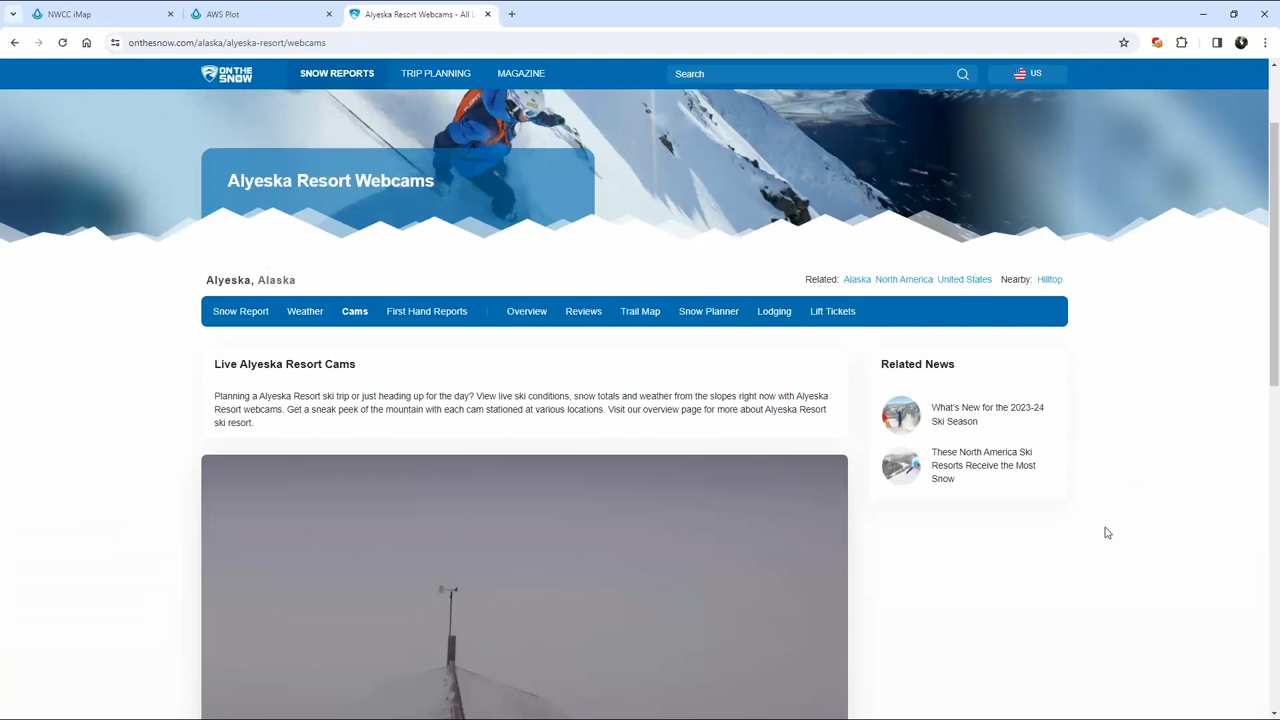 NWCC iMap
AWS Plot
Alyeska Resort Webcams - All L
onthesnow.com/alaska/alyeska-resort/webcams
ON THE
SNOW
SNOW REPORTS
TRIP PLANNING
MAGAZINE
Search
US
Alyeska Resort Webcams
Alyeska, Alaska
Related: Alaska North America United States Nearby: Hilltop
Snow Report Weather Cams First Hand Reports | Overview Reviews Trail Map Snow Planner Lodging Lift Tickets
Live Alyeska Resort Cams
Planning a Alyeska Resort ski trip or just heading up for the day? View live ski conditions, snow totals and weather from the slopes right now with Alyeska
Resort webcams. Get a sneak peek of the mountain with each cam stationed at various locations. Visit our overview page for more about Alyeska Resort
ski resort.
Related News
What's New for the 2023-24
Ski Season
These North America Ski
Resorts Receive the Most
Snow